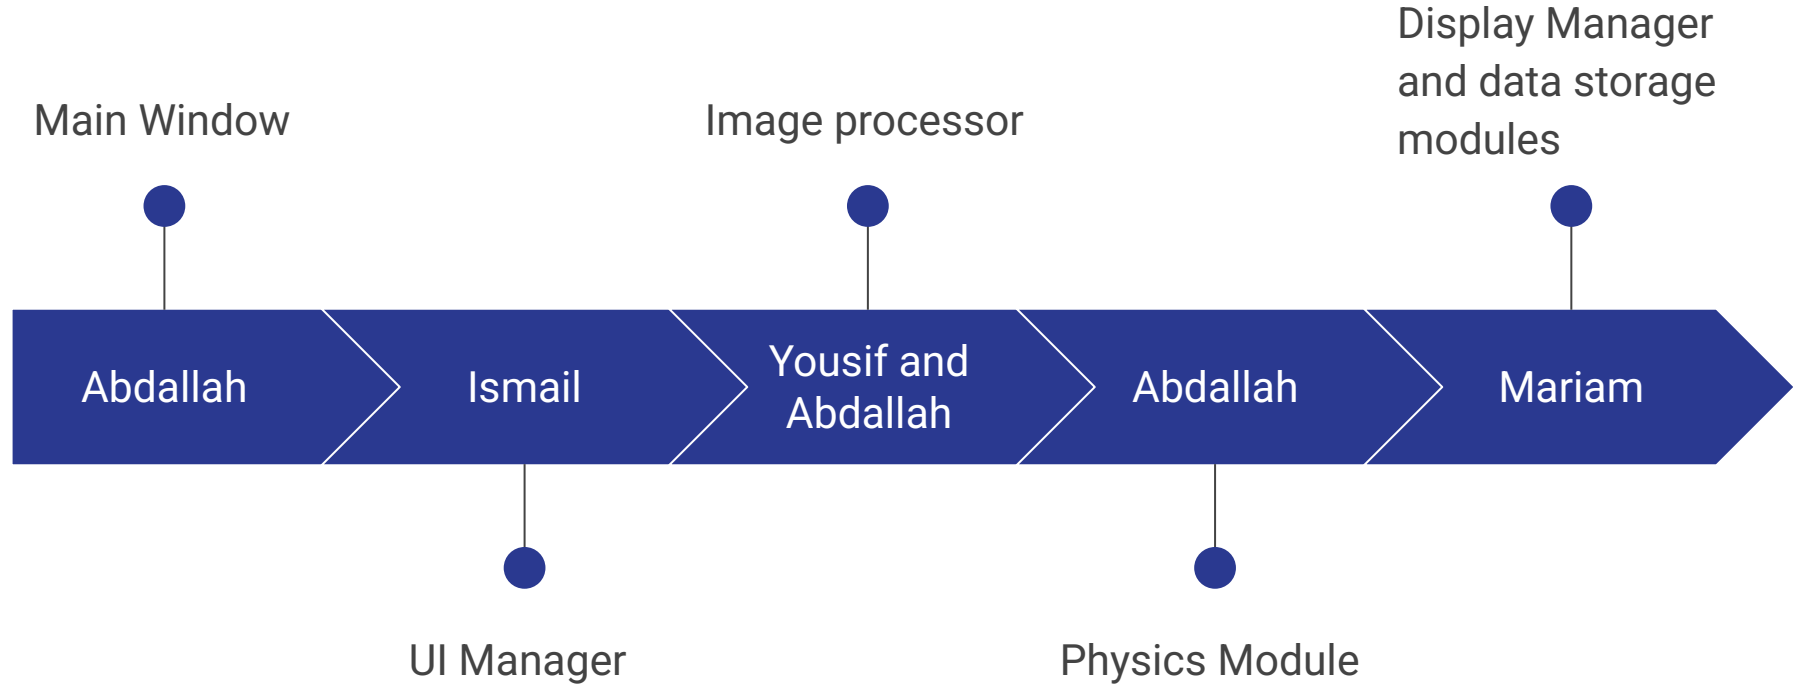 Display Manager
and data storage
modules
Main Window
Image processor
Abdallah
Ismail
Yousif and
Abdallah
Abdallah
Mariam
UI Manager
Physics Module